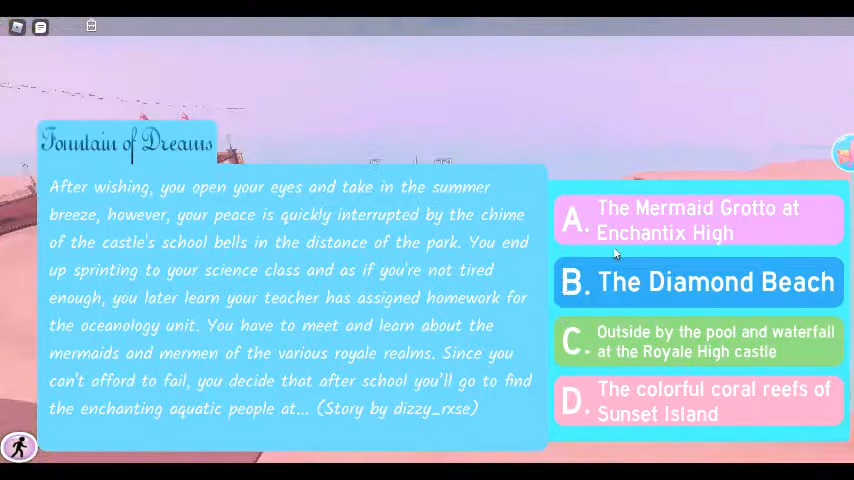 Fountain of Dreams
After wishing, you open your eyes and take in the summer
breeze, however, your peace is quickly interrupted by the chime
of the castle's school bells in the distance of the park. You end
up sprinting to your science class and as if you're not tired
enough, you later learn your teacher has assigned homework for
the oceanology unit. You have to meet and learn about the
mermaids and mermen of the various royale realms. Since you
can't afford to fail, you decide that after school you'll go to find
the enchanting aquatic people at... (Story by dizzy_rxse)
A. The Mermaid Grotto at
Enchantix High
B. The Diamond Beach
C. Outside by the pool and waterfall
at the Royale High castle
D. The colorful coral reefs of
Sunset Island